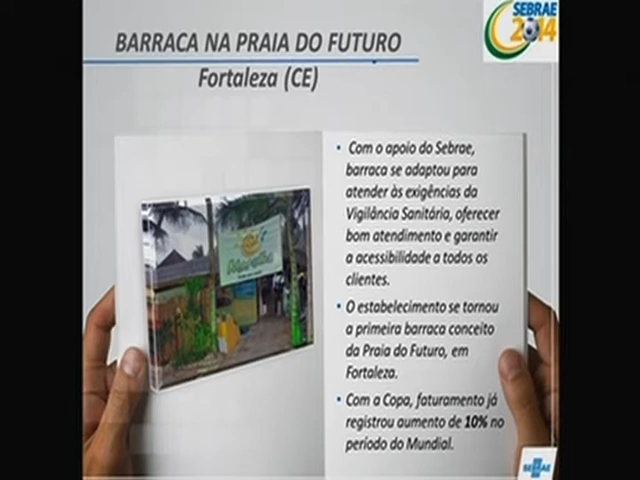 SEBRAE
2014
BARRACA NA PRAIA DO FUTURO
Fortaleza (CE)
• Com o apoio do Sebrae,
barraca se adaptou para
atender às exigências da
Vigilância Sanitária, oferecer
bom atendimento e garantir
a acessibilidade a todos os
clientes.
• O estabelecimento se tornou
a primeira barraca conceito
da Praia do Futuro, em
Fortaleza.
• Com a Copa, faturamento já
registrou aumento de 10% no
período do Mundial.
SEBRAE